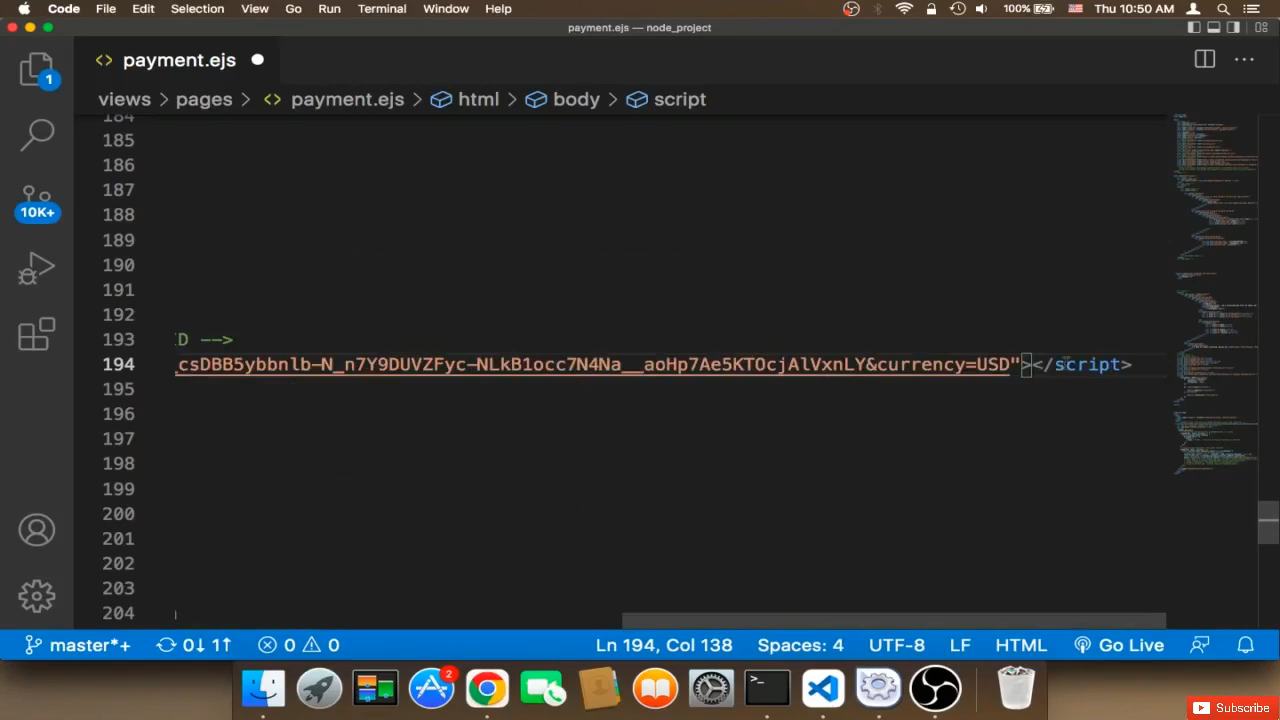 Code File Edit Selection View Go Run Terminal Window Help 100% Thu 10:50 AM
payment.ejs — node_project
<> payment.ejs
1
views > pages > <> payment.ejs > html > body > script
184
185
186
187
188
189
190
191
192
193 D -->
194 _csDBB5ybbnlb-N_n7Y9DUVZFyc-NLkB1occ7N4Na__aoHp7Ae5KTOcjAlVxnLY&currency=USD"></script>
195
196
197
198
199
200
201
202
203
204
10K+
master*+ 0↓ 1↑ 0 0 Ln 194, Col 138 Spaces: 4 UTF-8 LF HTML Go Live
2
>_
Subscribe